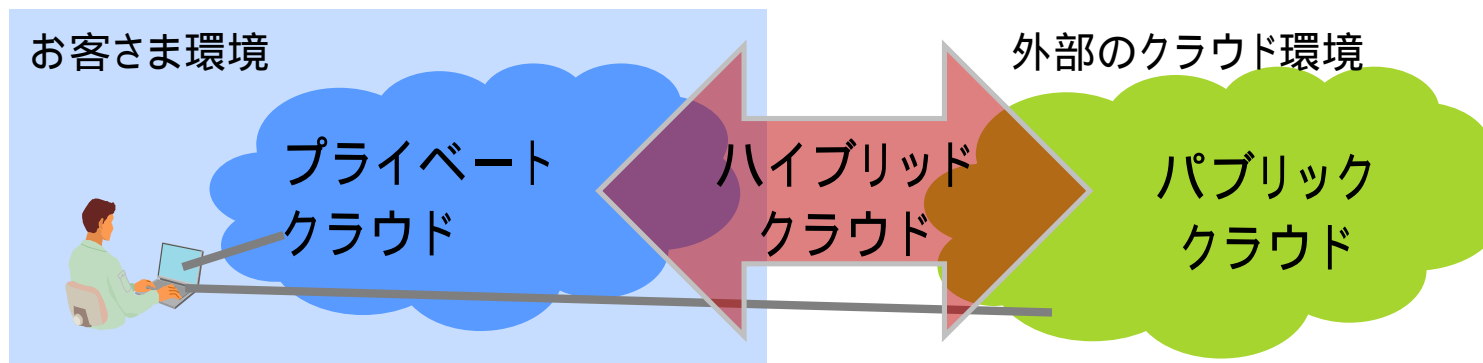 お客さま環境
外部のクラウド環境
プライベート
クラウド
ハイブリッド
クラウド
パブリック
クラウド